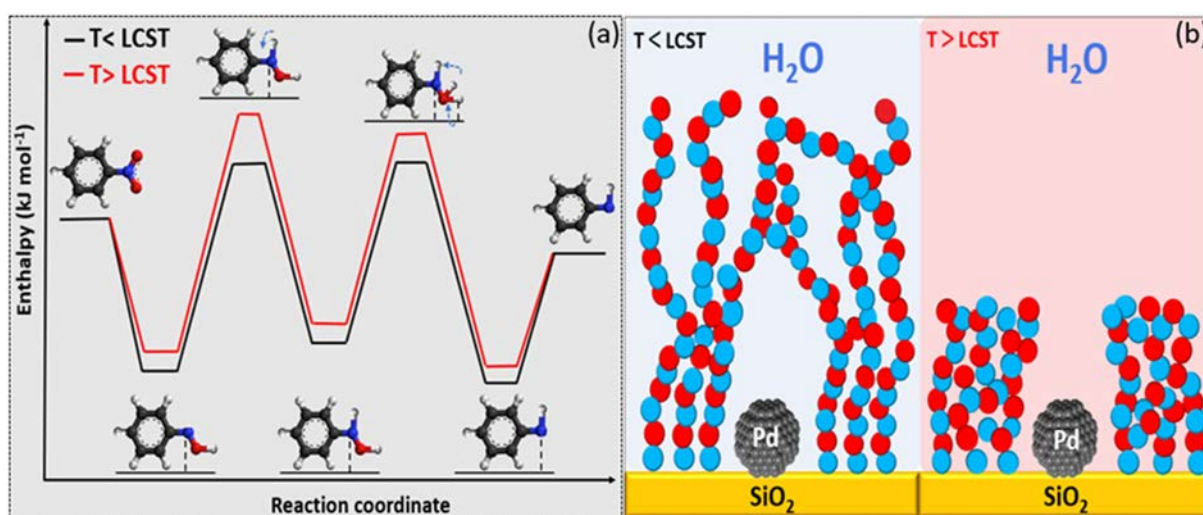 (a)
— T< LCST
— T> LCST
Enthalpy (kJ mol⁻¹)
Reaction coordinate
(b)
T < LCST
H₂O
Pd
SiO₂
T > LCST
H₂O
Pd
SiO₂